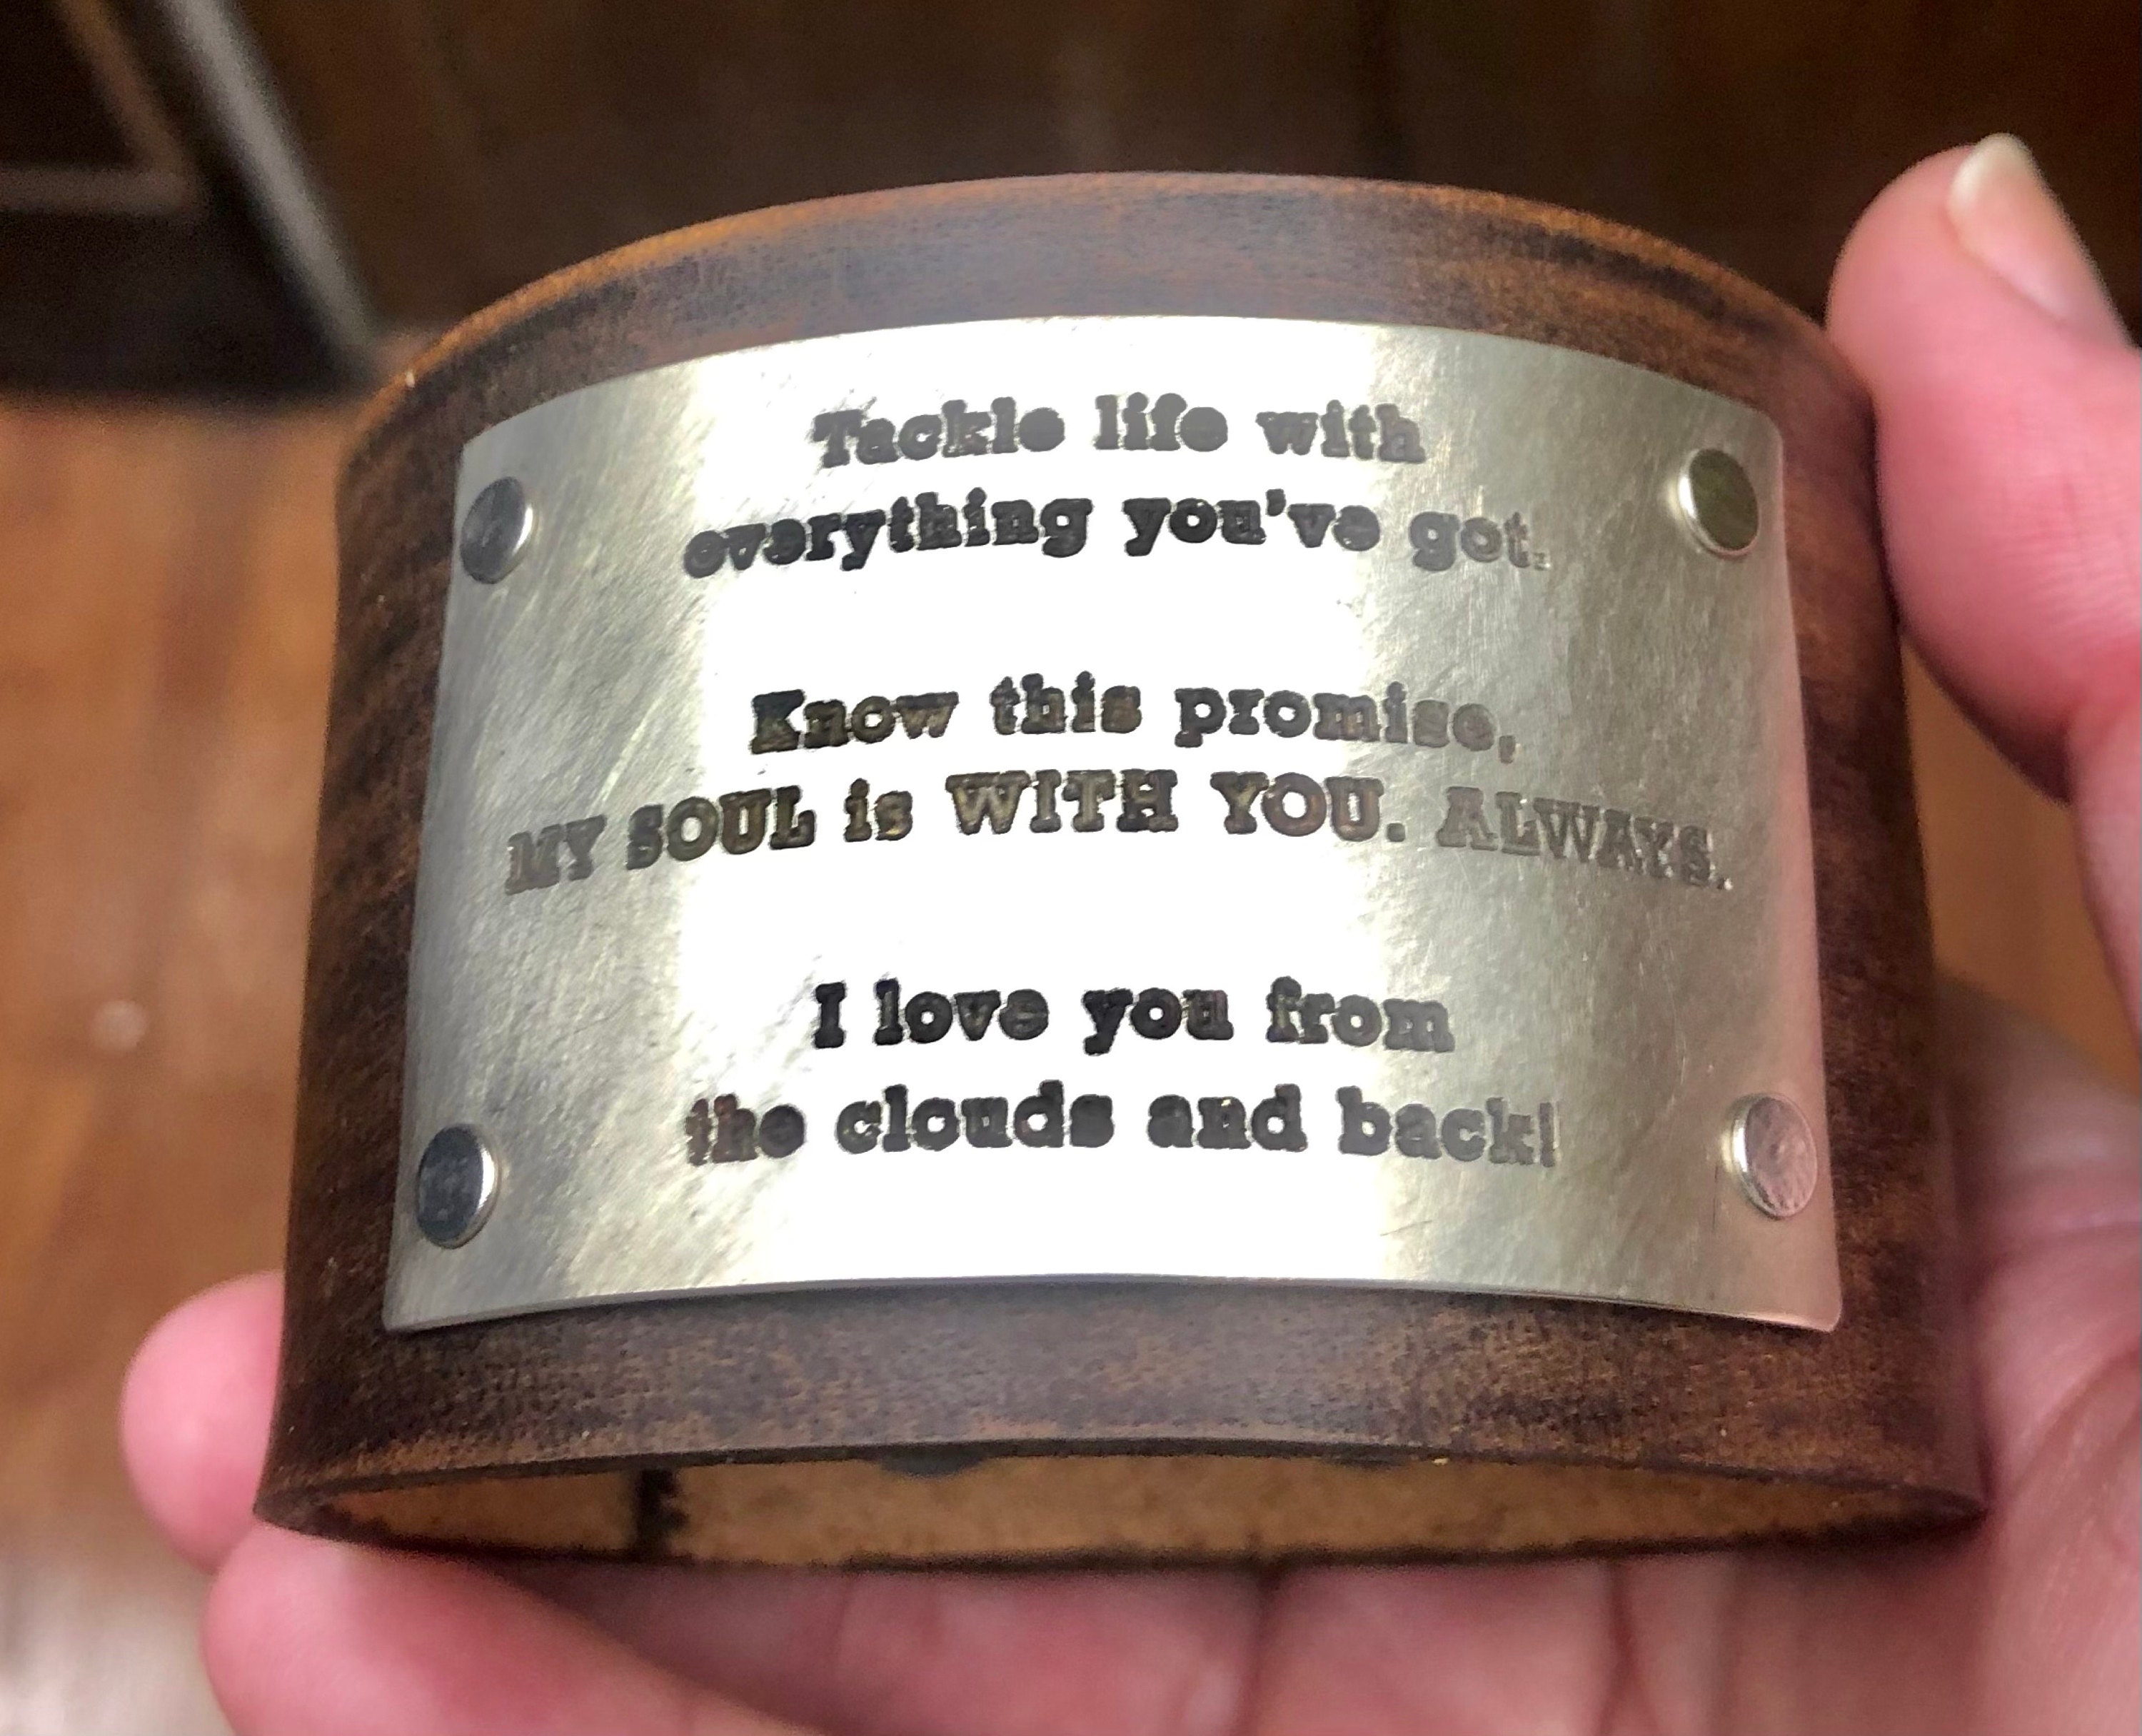 Tackle life with
everything you've got.
Know this promise,
MY SOUL is WITH YOU. ALWAYS.
I love you from
the clouds and back!